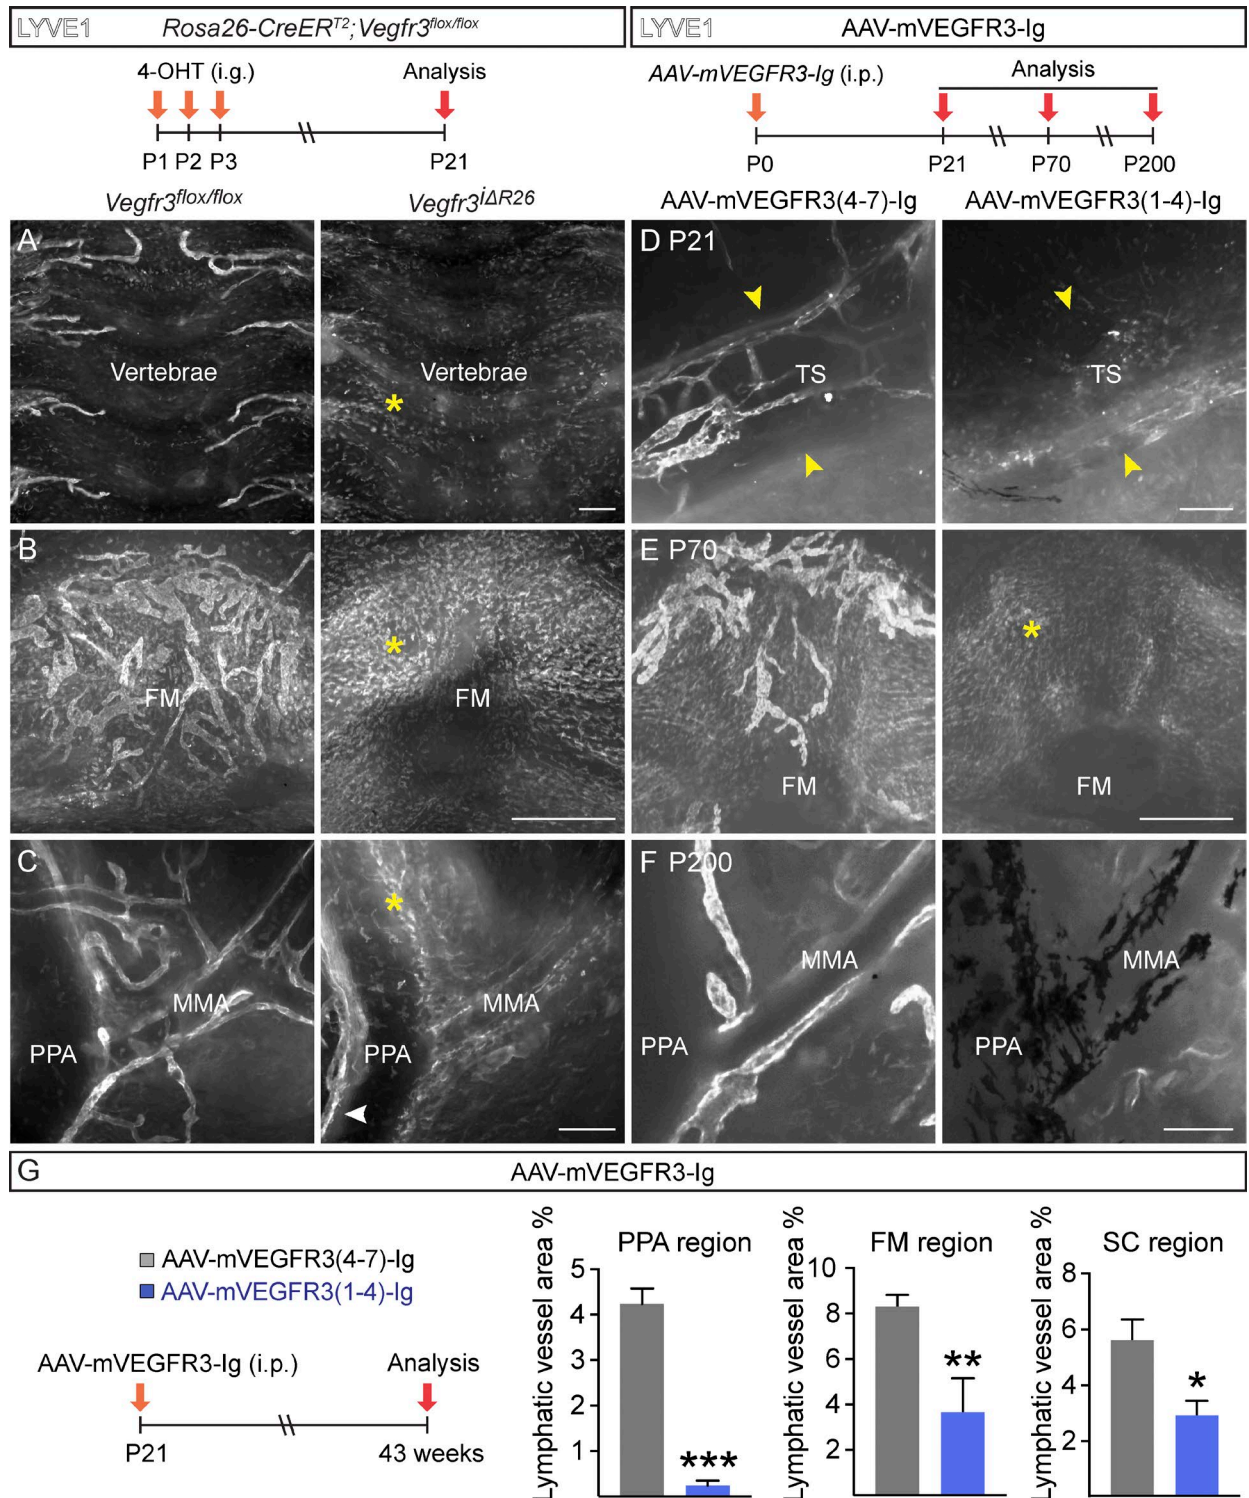 LYVE1 Rosa26-CreERT2;Vegfr3flox/flox
LYVE1 AAV-mVEGFR3-Ig
4-OHT (i.g.) Analysis
P1 P2 P3 P21
AAV-mVEGFR3-Ig (i.p.) Analysis
P0 P21 P70 P200
Vegfr3flox/flox Vegfr3iΔR26
AAV-mVEGFR3(4-7)-Ig AAV-mVEGFR3(1-4)-Ig
A
Vertebrae
Vertebrae
*
D P21
TS
TS
B
FM
FM
*
E P70
FM
FM
*
C
MMA
PPA
MMA
PPA
*
F P200
MMA
PPA
MMA
PPA
G AAV-mVEGFR3-Ig
AAV-mVEGFR3(4-7)-Ig
AAV-mVEGFR3(1-4)-Ig
AAV-mVEGFR3-Ig (i.p.) Analysis
P21 43 weeks
Lymphatic vessel area %
PPA region
5
4
3
2
1
***
Lymphatic vessel area %
FM region
10
8
6
4
2
**
Lymphatic vessel area %
SC region
8
6
4
2
*